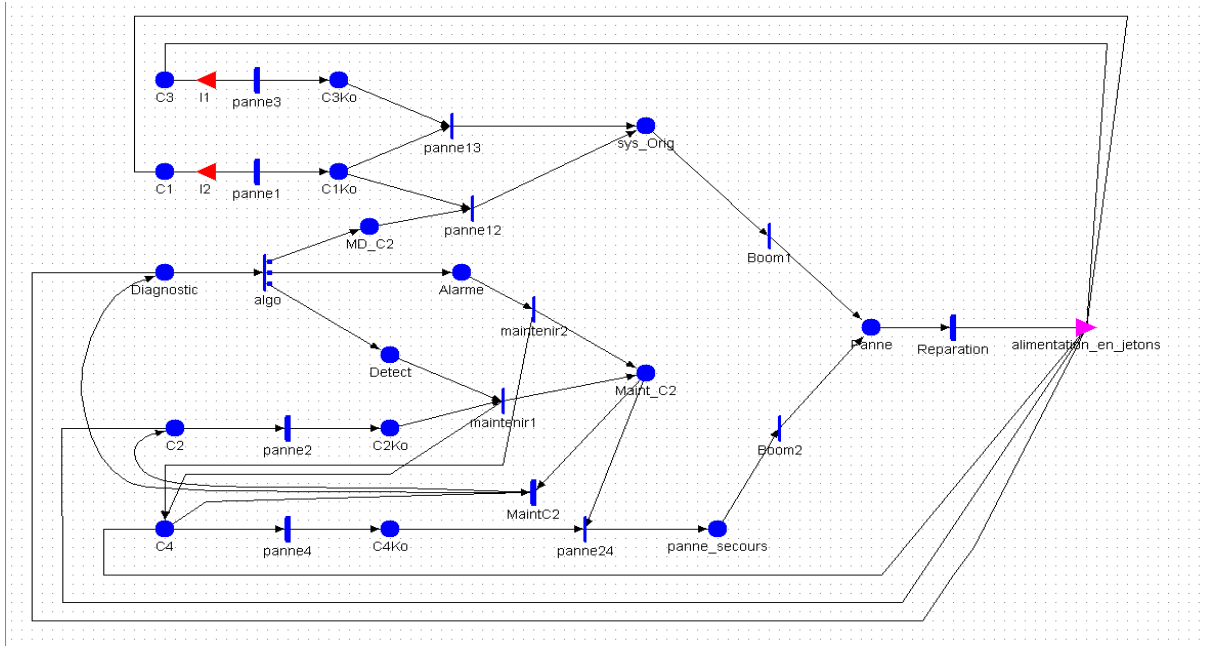 C3
I1
panne3
C3Ko
panne13
sys_Orig
C1
I2
panne1
C1Ko
panne12
MD_C2
Boom1
Diagnostic
algo
Alarme
maintenir2
Panne
Reparation
alimentation_en_jetons
Detect
Maint_C2
maintenir1
C2
panne2
C2Ko
Boom2
MaintC2
C4
panne4
C4Ko
panne24
panne_secours